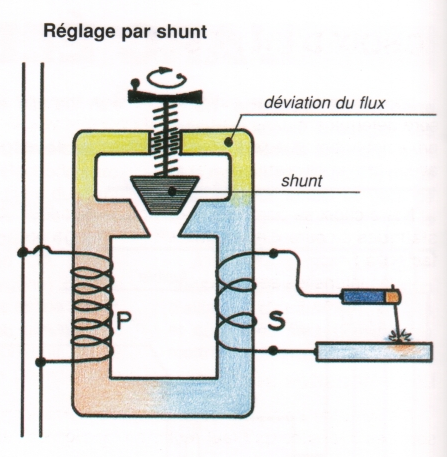 Réglage par shunt
déviation du flux
shunt
P
S